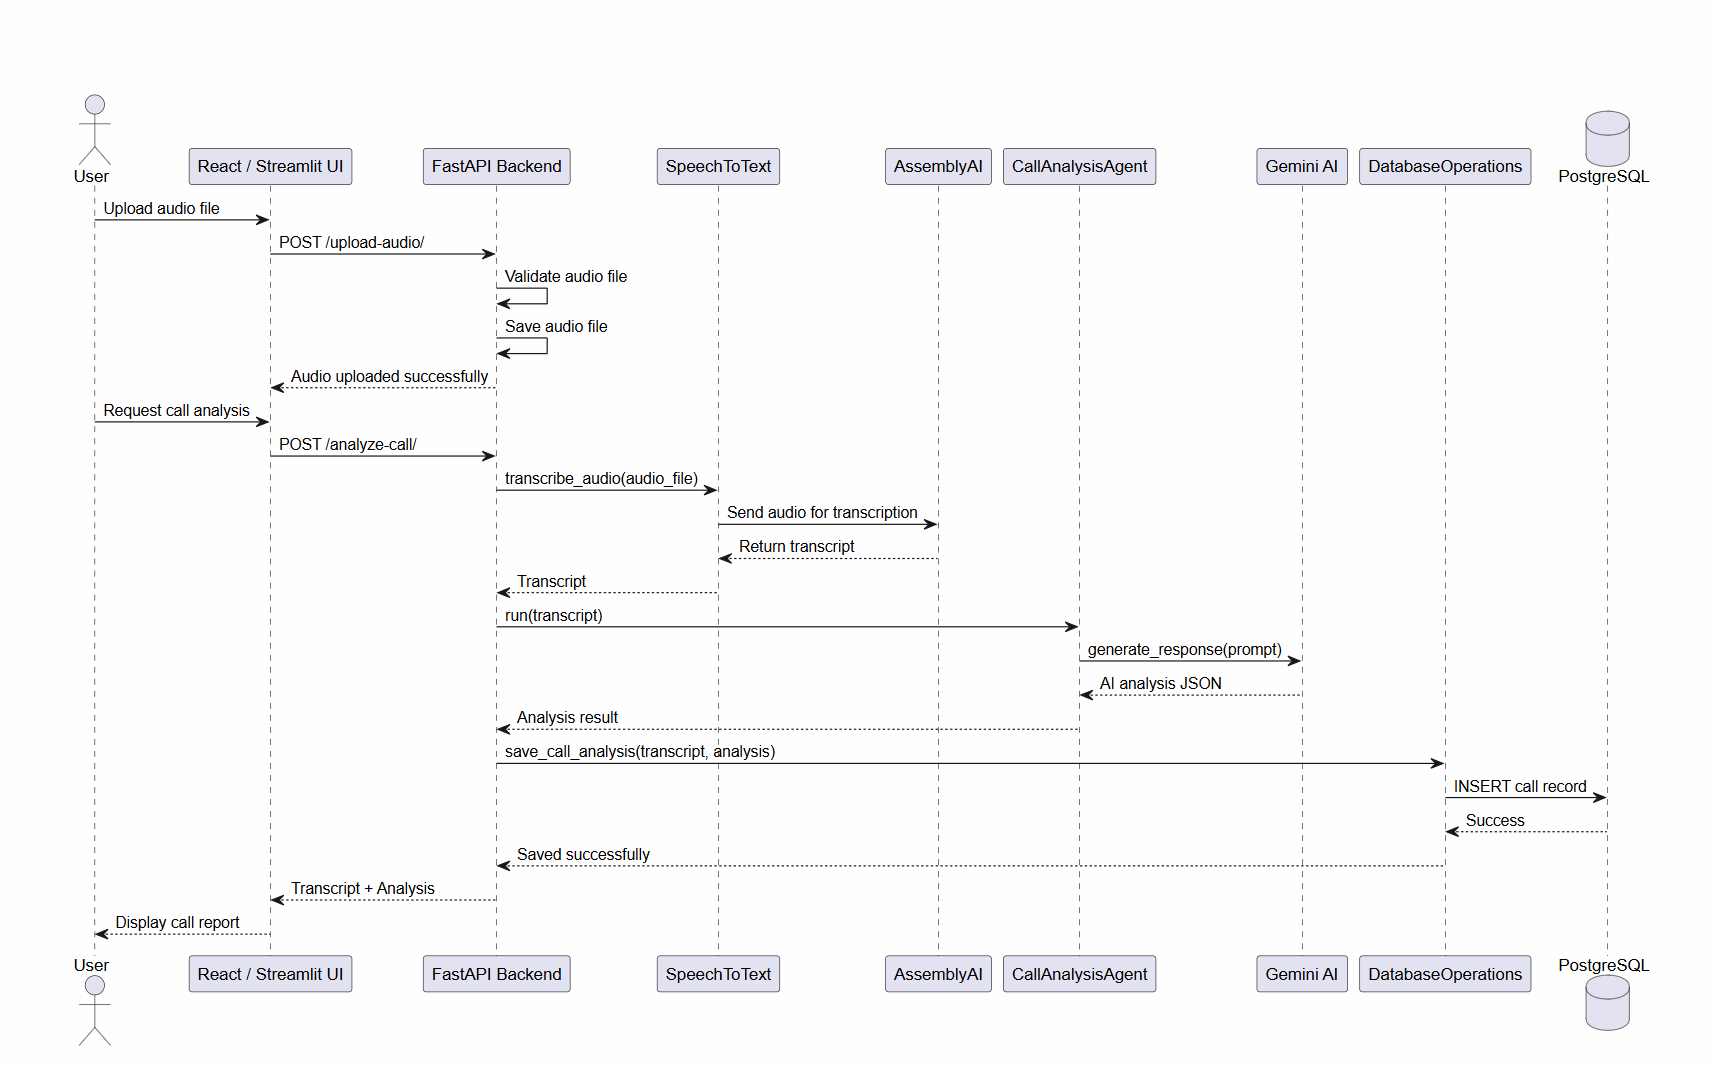 User
React / Streamlit UI
FastAPI Backend
SpeechToText
AssemblyAI
CallAnalysisAgent
Gemini AI
DatabaseOperations
PostgreSQL
Upload audio file
POST /upload-audio/
Validate audio file
Save audio file
Audio uploaded successfully
Request call analysis
POST /analyze-call/
transcribe_audio(audio_file)
Send audio for transcription
Return transcript
Transcript
run(transcript)
generate_response(prompt)
AI analysis JSON
Analysis result
save_call_analysis(transcript, analysis)
INSERT call record
Success
Saved successfully
Transcript + Analysis
Display call report
User
React / Streamlit UI
FastAPI Backend
SpeechToText
AssemblyAI
CallAnalysisAgent
Gemini AI
DatabaseOperations
PostgreSQL